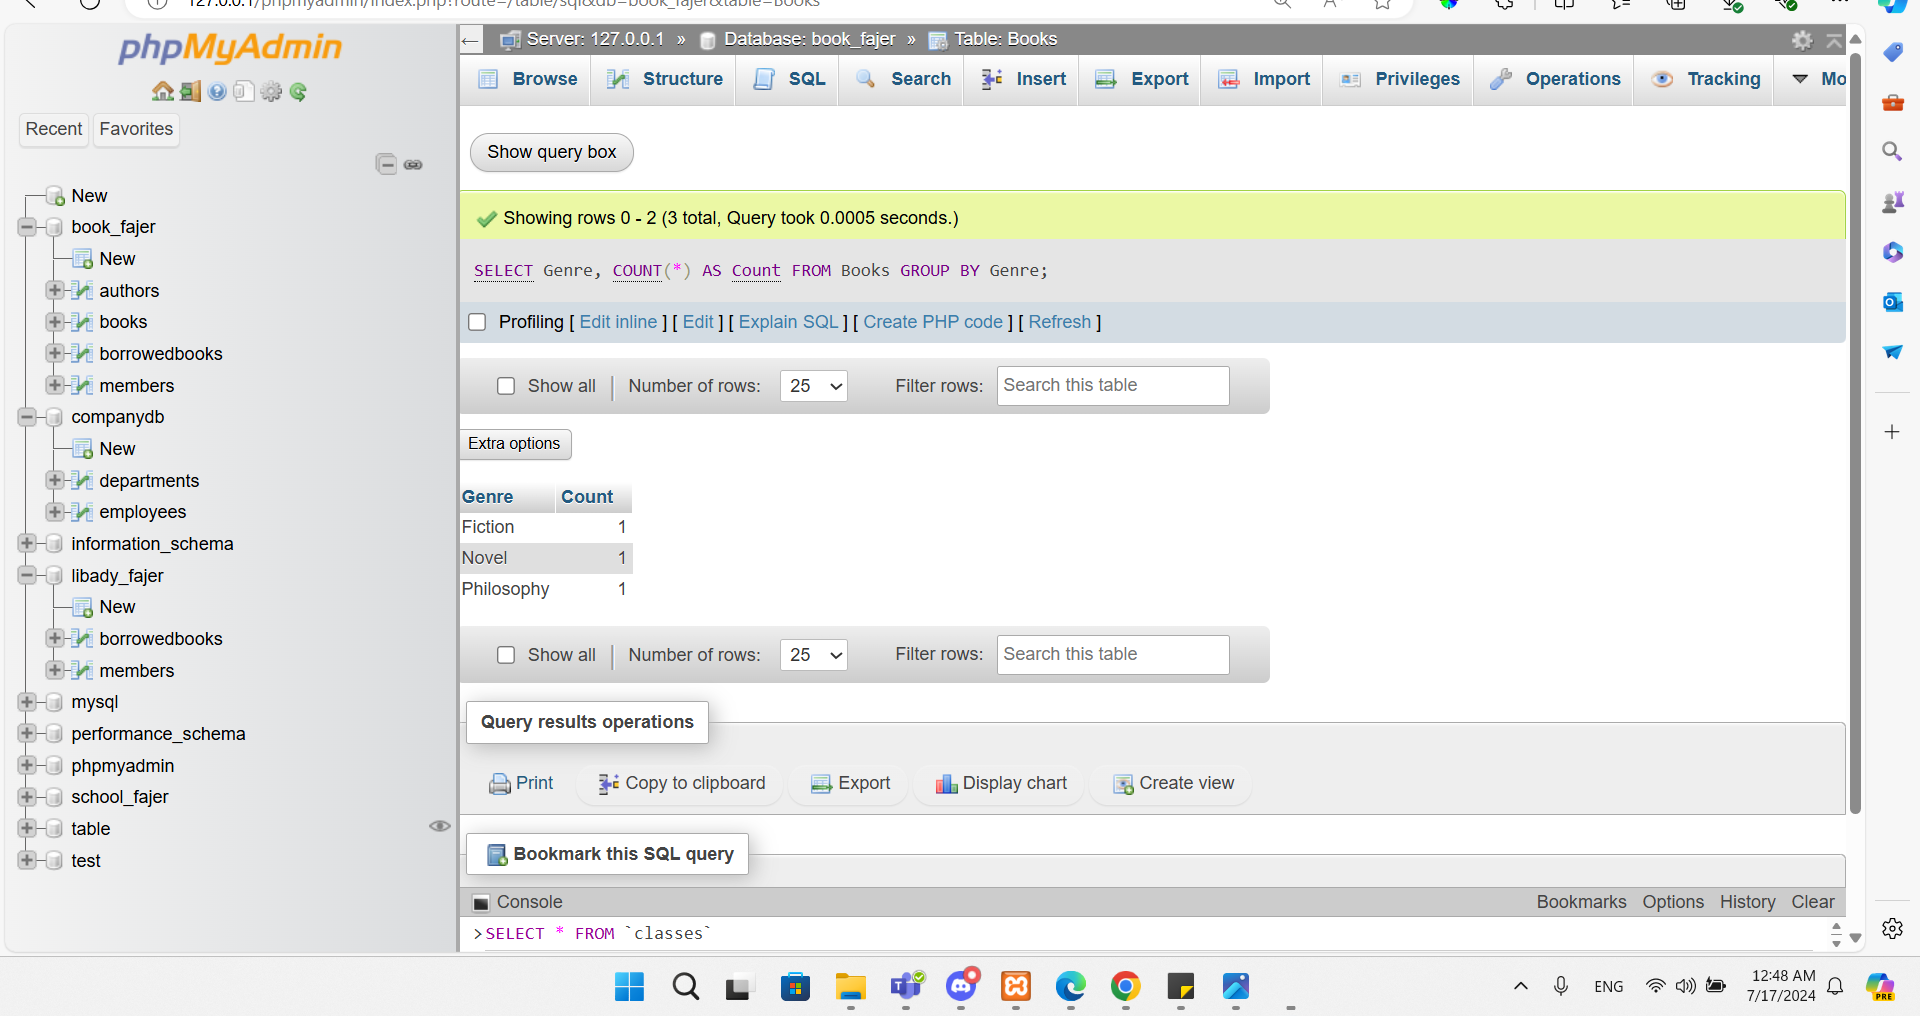 127.0.0.1/phpmyadmin/index.php?route=/table/sql&db=book_fajer&table=Books
phpMyAdmin
Recent
Favorites
New
book_fajer
New
authors
books
borrowedbooks
members
companydb
New
departments
employees
information_schema
libady_fajer
New
borrowedbooks
members
mysql
performance_schema
phpmyadmin
school_fajer
table
test
Server: 127.0.0.1 » Database: book_fajer » Table: Books
Browse Structure SQL Search Insert Export Import Privileges Operations Tracking Mo
Show query box
Showing rows 0 - 2 (3 total, Query took 0.0005 seconds.)
SELECT Genre, COUNT(*) AS Count FROM Books GROUP BY Genre;
Profiling [ Edit inline ] [ Edit ] [ Explain SQL ] [ Create PHP code ] [ Refresh ]
Show all | Number of rows: 25 Filter rows: Search this table
Extra options
Genre Count
Fiction 1
Novel 1
Philosophy 1
Show all | Number of rows: 25 Filter rows: Search this table
Query results operations
Print Copy to clipboard Export Display chart Create view
Bookmark this SQL query
Console
Bookmarks Options History Clear
>SELECT * FROM `classes`
ENG
12:48 AM
7/17/2024
PRE